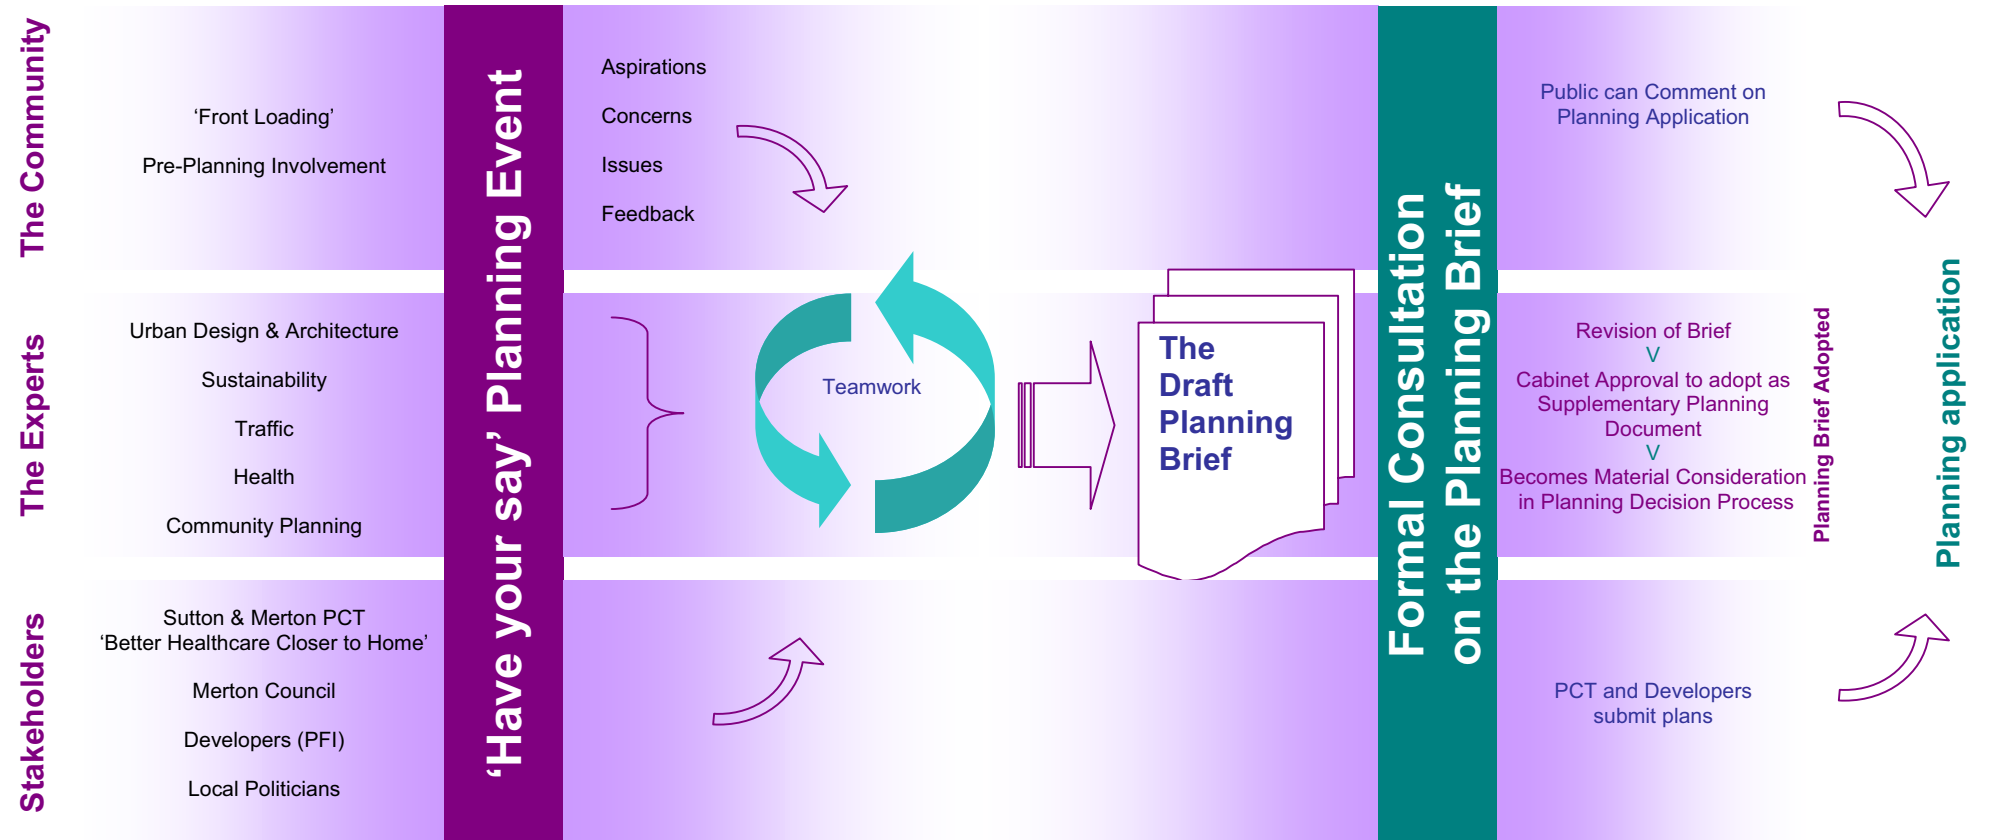 The Community
‘Front Loading’
Pre-Planning Involvement
The Experts
Urban Design & Architecture
Sustainability
Traffic
Health
Community Planning
Stakeholders
Sutton & Merton PCT
‘Better Healthcare Closer to Home’
Merton Council
Developers (PFI)
Local Politicians
‘Have your say’ Planning Event
Aspirations
Concerns
Issues
Feedback
Teamwork
The
Draft
Planning
Brief
Formal Consultation
on the Planning Brief
Public can Comment on
Planning Application
Revision of Brief
V
Cabinet Approval to adopt as
Supplementary Planning
Document
V
Becomes Material Consideration
in Planning Decision Process
PCT and Developers
submit plans
Planning Brief Adopted
Planning application